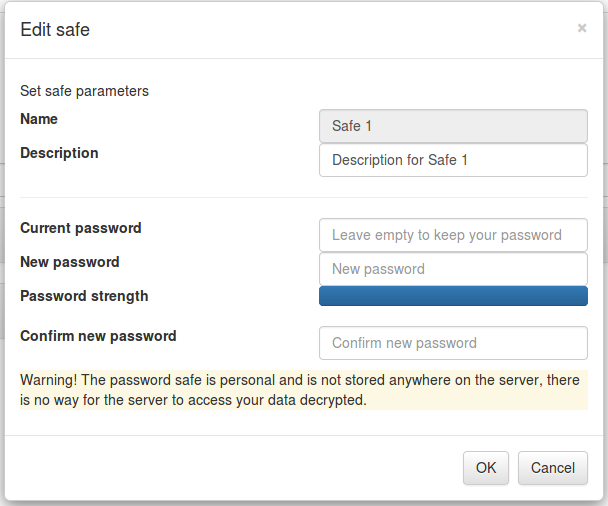 Edit safe ×
Set safe parameters
Name Safe 1
Description Description for Safe 1
Current password Leave empty to keep your password
New password New password
Password strength
Confirm new password Confirm new password
Warning! The password safe is personal and is not stored anywhere on the server, there
is no way for the server to access your data decrypted.
OK Cancel